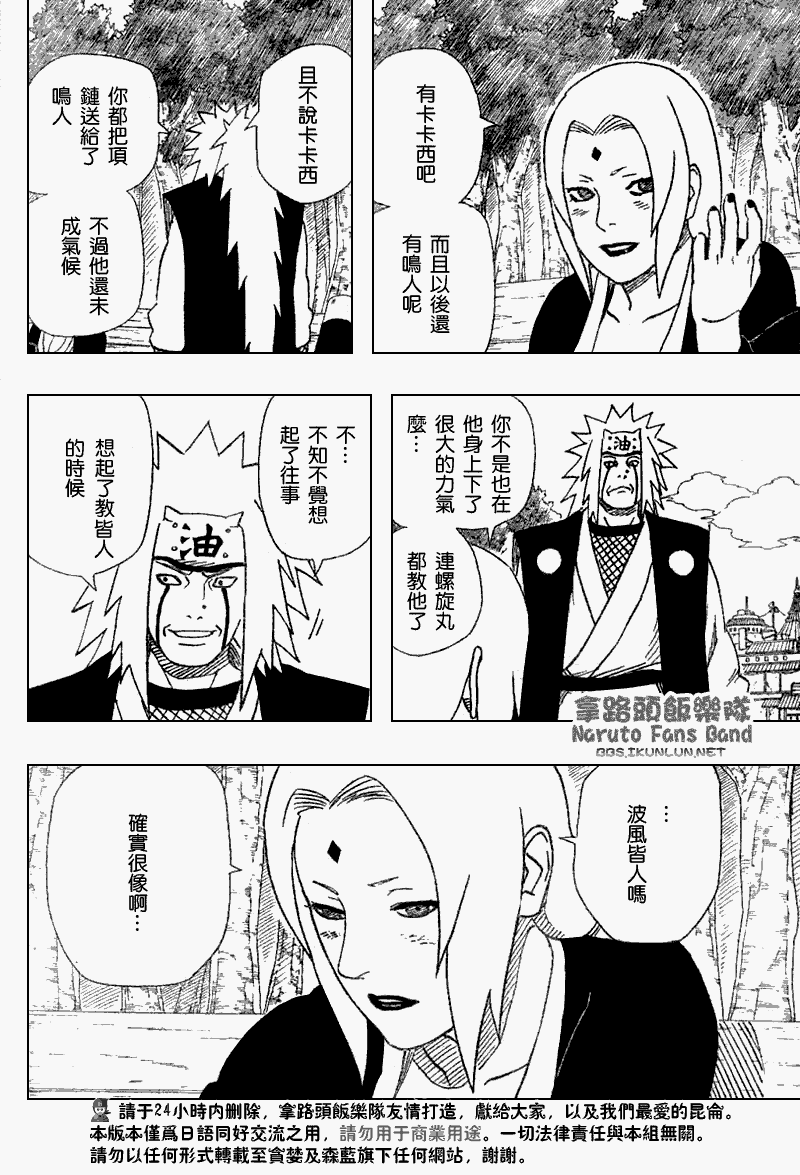 有卡卡西吧
而且以後還
有鳴人呢
且不說卡卡西
你都把項
鏈送給了
鳴人
不過他還未
成氣候
你不是也在
他身上下了
很大的力氣
麼…
連螺旋丸
都教他了
油
不…
不知不覺想
起了往事
想起了教皆人
的時候
油
拿路頭飯樂隊
Naruto Fans Band
BBS.IKUNLUN.NET
…
波風皆人嗎
確實很像啊…
請于24小時内刪除，拿路頭飯樂隊友情打造，獻給大家，以及我們最愛的昆侖。
本版本僅爲日語同好交流之用，請勿用于商業用途。一切法律責任與本組無關。
請勿以任何形式轉載至貪婪及森藍旗下任何網站，謝謝。